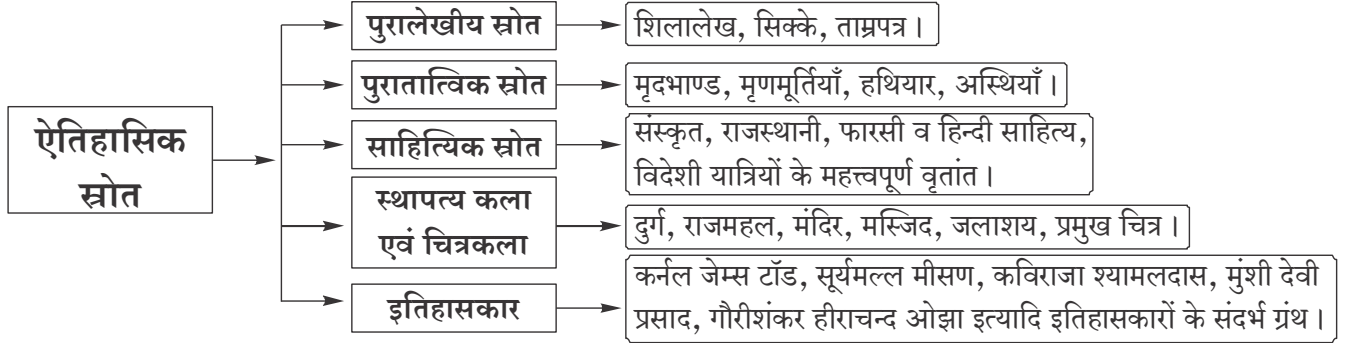 ऐतिहासिक
स्रोत
पुरालेखीय स्रोत
शिलालेख, सिक्के, ताम्रपत्र।
पुरातात्विक स्रोत
मृदभाण्ड, मृणमूर्तियाँ, हथियार, अस्थियाँ।
साहित्यिक स्रोत
संस्कृत, राजस्थानी, फारसी व हिन्दी साहित्य,
विदेशी यात्रियों के महत्त्वपूर्ण वृतांत।
स्थापत्य कला
एवं चित्रकला
दुर्ग, राजमहल, मंदिर, मस्जिद, जलाशय, प्रमुख चित्र।
इतिहासकार
कर्नल जेम्स टॉड, सूर्यमल्ल मीसण, कविराजा श्यामलदास, मुंशी देवी
प्रसाद, गौरीशंकर हीराचन्द ओझा इत्यादि इतिहासकारों के संदर्भ ग्रंथ।